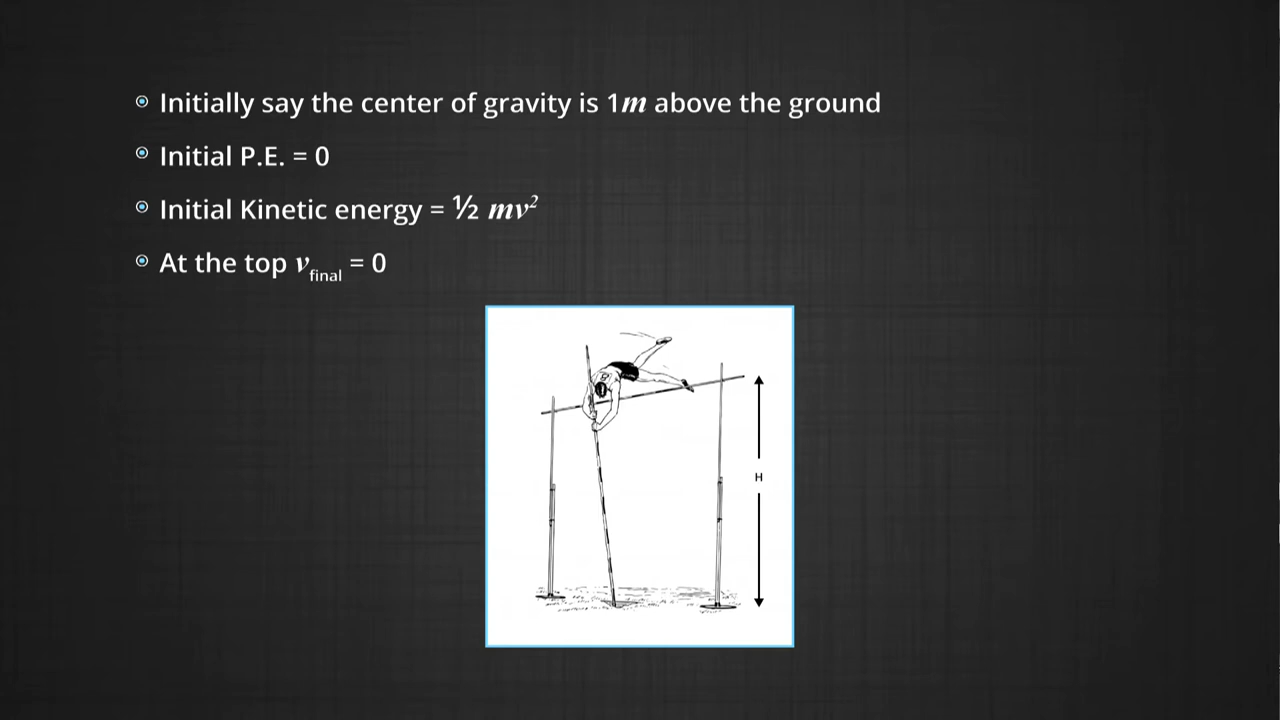 Initially say the center of gravity is 1m above the ground
Initial P.E. = 0
Initial Kinetic energy = ½ mv²
At the top v_final = 0
H